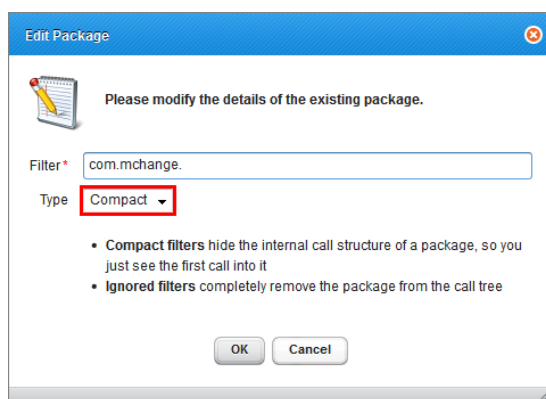 Edit Package
Please modify the details of the existing package.
Filter* com.mchange.
Type Compact
• Compact filters hide the internal call structure of a package, so you
just see the first call into it
• Ignored filters completely remove the package from the call tree
OK Cancel